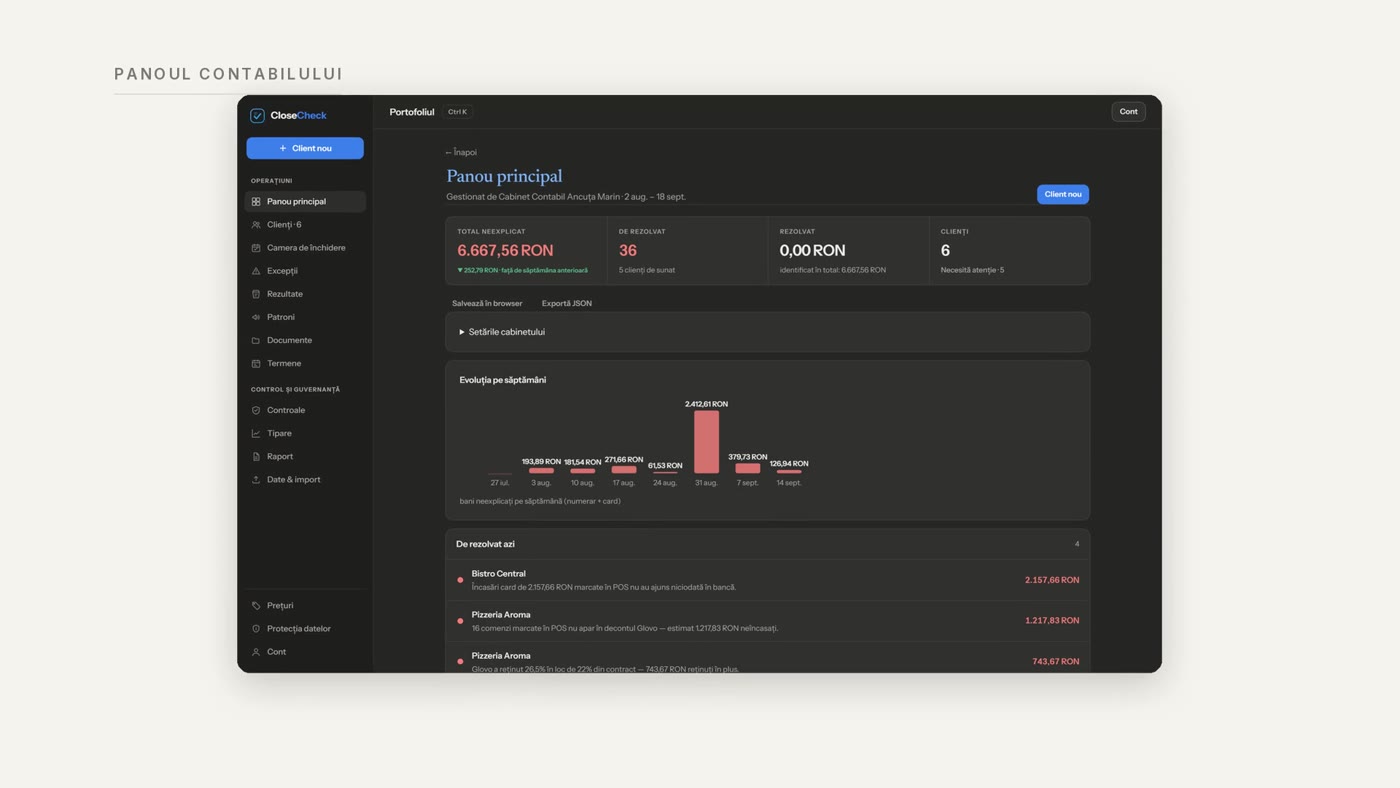 PANOUL CONTABILULUI
CloseCheck
Portofoliul
Ctrl K
Cont
+ Client nou
OPERAȚIUNI
Panou principal
Clienți · 6
Camera de închidere
Excepții
Rezultate
Patroni
Documente
Termene
CONTROL ȘI GUVERNANȚĂ
Controale
Tipare
Raport
Date & import
Prețuri
Protecția datelor
Cont
← Înapoi
Panou principal
Gestionat de Cabinet Contabil Ancuța Marin · 2 aug. – 18 sept.
Client nou
TOTAL NEEXPLICAT
6.667,56 RON
▼ 252,79 RON · față de săptămâna anterioară
DE REZOLVAT
36
5 clienți de sunat
REZOLVAT
0,00 RON
identificat în total: 6.667,56 RON
CLIENȚI
6
Necesită atenție · 5
Salvează în browser
Exportă JSON
▶ Setările cabinetului
Evoluția pe săptămâni
2.412,61 RON
193,89 RON 181,54 RON 271,66 RON 61,53 RON 379,73 RON 126,94 RON
27 iul. 3 aug. 10 aug. 17 aug. 24 aug. 31 aug. 7 sept. 14 sept.
bani neexplicați pe săptămână (numerar + card)
De rezolvat azi
4
Bistro Central
Încasări card de 2.157,66 RON marcate în POS nu au ajuns niciodată în bancă.
2.157,66 RON
Pizzeria Aroma
16 comenzi marcate în POS nu apar în decontul Glovo — estimat 1.217,83 RON neîncasați.
1.217,83 RON
Pizzeria Aroma
Glovo a reținut 26,5% în loc de 22% din contract — 743,67 RON reținuți în plus.
743,67 RON